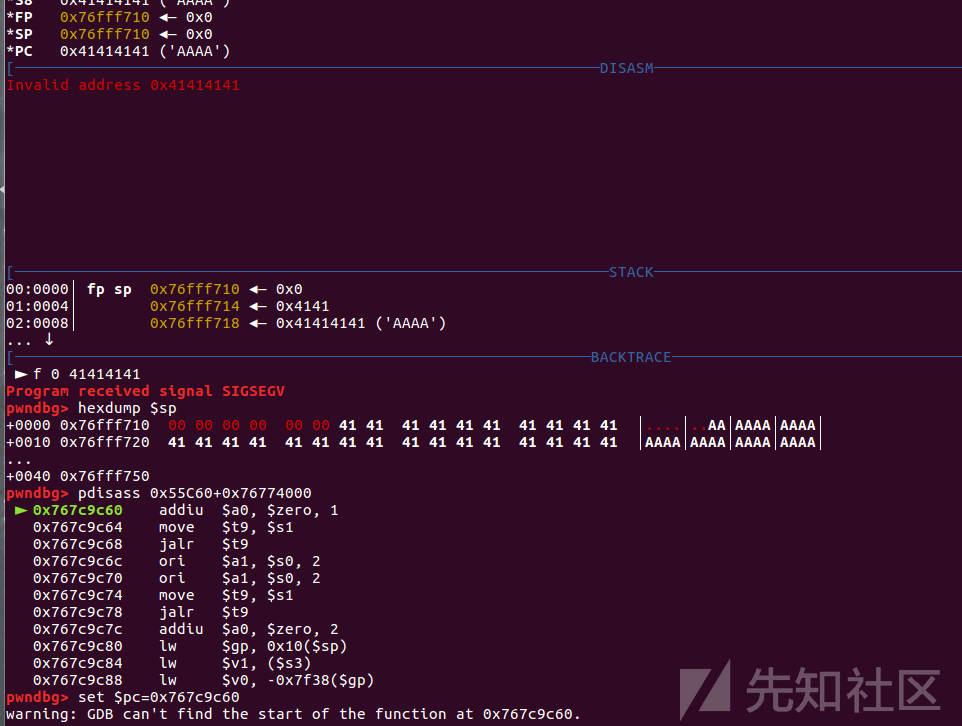 *S8   0x41414141 ('AAAA')
*FP   0x76fff710 ◂— 0x0
*SP   0x76fff710 ◂— 0x0
*PC   0x41414141 ('AAAA')
[─DISASM─
Invalid address 0x41414141
[─STACK─
00:0000│ fp sp  0x76fff710 ◂— 0x0
01:0004│        0x76fff714 ◂— 0x4141
02:0008│        0x76fff718 ◂— 0x41414141 ('AAAA')
... ↓
[─BACKTRACE─
► f 0 41414141
Program received signal SIGSEGV
pwndbg> hexdump $sp
+0000 0x76fff710  00 00 00 00  00 00 41 41  41 41 41 41  41 41 41 41  │....│..AA│AAAA│AAAA│
+0010 0x76fff720  41 41 41 41  41 41 41 41  41 41 41 41  41 41 41 41  │AAAA│AAAA│AAAA│AAAA│
...
+0040 0x76fff750
pwndbg> pdisass 0x55C60+0x76774000
► 0x767c9c60    addiu  $a0, $zero, 1
0x767c9c64    move   $t9, $s1
0x767c9c68    jalr   $t9
0x767c9c6c    ori    $a1, $s0, 2
0x767c9c70    ori    $a1, $s0, 2
0x767c9c74    move   $t9, $s1
0x767c9c78    jalr   $t9
0x767c9c7c    addiu  $a0, $zero, 2
0x767c9c80    lw     $gp, 0x10($sp)
0x767c9c84    lw     $v1, ($s3)
0x767c9c88    lw     $v0, -0x7f38($gp)
pwndbg> set $pc=0x767c9c60
warning: GDB can't find the start of the function at 0x767c9c60.
先知社区